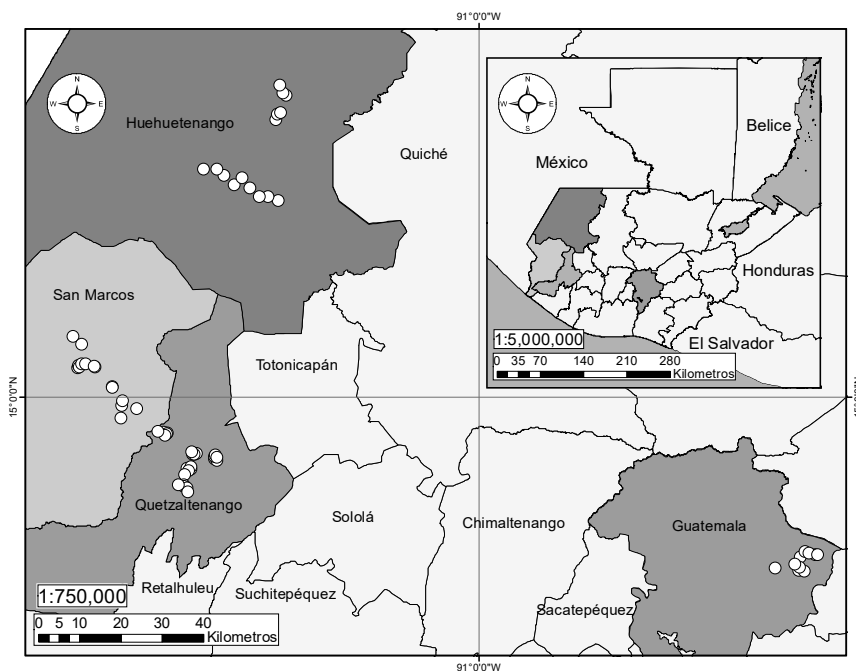 91°0'0"W
N
W E
S
Huehuetenango
Quiché
N
W E
S
México
Belice
Honduras
El Salvador
1:5,000,000
0 35 70 140 210 280
Kilometros
San Marcos
Totonicapán
15°0'0"N
Quetzaltenango
Sololá
Chimaltenango
Guatemala
Retalhuleu
Suchitepéquez
Sacatepéquez
1:750,000
0 5 10 20 30 40
Kilometros
91°0'0"W